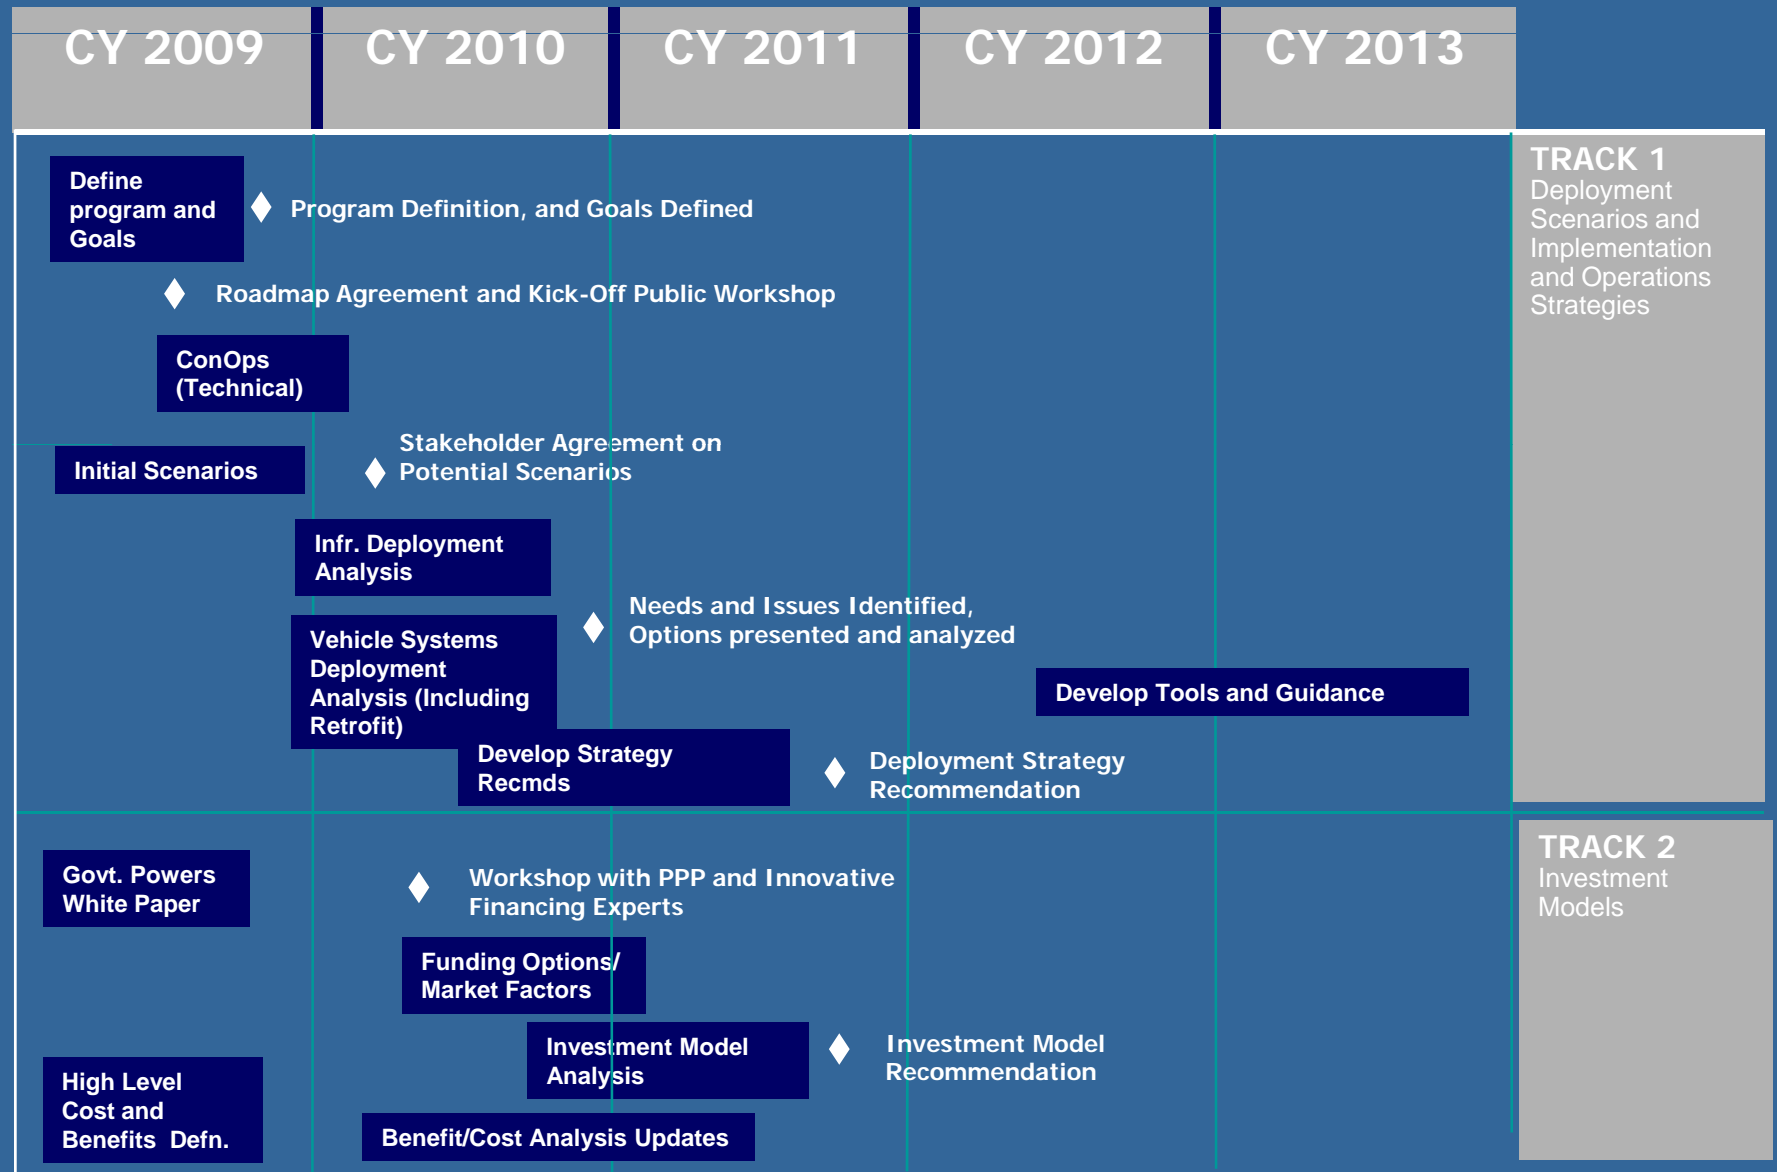 CY 2009 CY 2010 CY 2011 CY 2012 CY 2013
TRACK 1
Deployment
Scenarios and
Implementation
and Operations
Strategies
Define
program and
Goals
Program Definition, and Goals Defined
Roadmap Agreement and Kick-Off Public Workshop
ConOps
(Technical)
Initial Scenarios
Stakeholder Agreement on
Potential Scenarios
Infr. Deployment
Analysis
Needs and Issues Identified,
Options presented and analyzed
Vehicle Systems
Deployment
Analysis (Including
Retrofit)
Develop Tools and Guidance
Develop Strategy
Recmds
Deployment Strategy
Recommendation
TRACK 2
Investment
Models
Govt. Powers
White Paper
Workshop with PPP and Innovative
Financing Experts
Funding Options/
Market Factors
Investment Model
Analysis
Investment Model
Recommendation
High Level
Cost and
Benefits Defn.
Benefit/Cost Analysis Updates